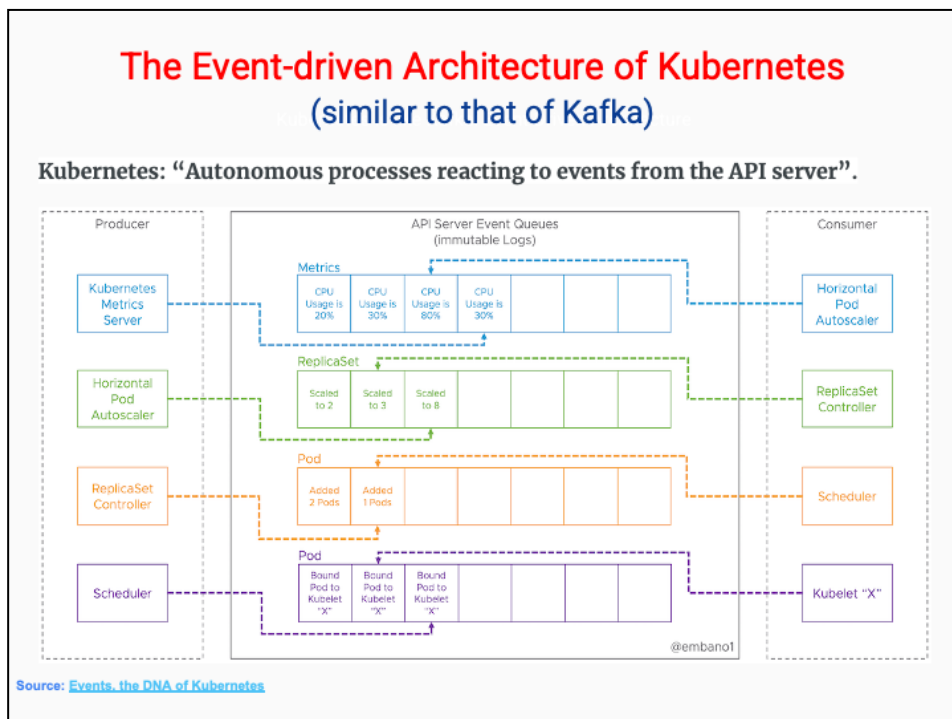 The Event-driven Architecture of Kubernetes
(similar to that of Kafka)
Kubernetes: “Autonomous processes reacting to events from the API server”.
Producer
API Server Event Queues
(immutable Logs)
Consumer
Kubernetes
Metrics
Server
Metrics
CPU
Usage is
20%
CPU
Usage is
30%
CPU
Usage is
80%
CPU
Usage is
30%
Horizontal
Pod
Autoscaler
Horizontal
Pod
Autoscaler
ReplicaSet
Scaled
to 2
Scaled
to 3
Scaled
to 8
ReplicaSet
Controller
ReplicaSet
Controller
Pod
Added
2 Pods
Added
1 Pods
Scheduler
Scheduler
Pod
Bound
Pod to
Kubelet
"X"
Bound
Pod to
Kubelet
"X"
Bound
Pod to
Kubelet
"X"
Kubelet "X"
@embano1
Source: Events, the DNA of Kubernetes